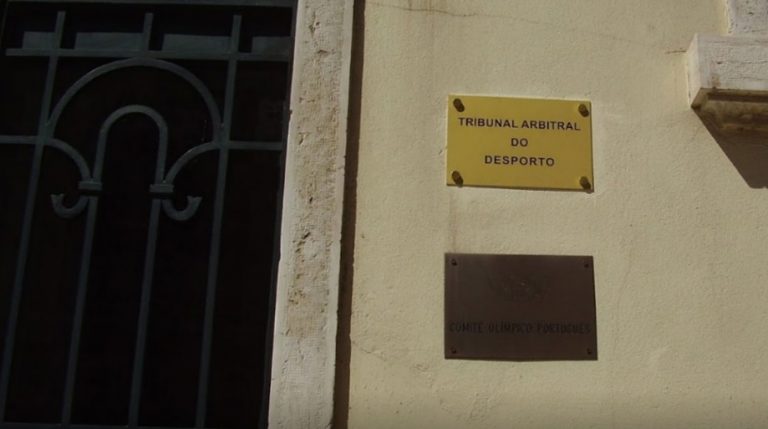 TRIBUNAL ARBITRAL
DO
DESPORTO
COMITÉ OLÍMPICO PORTUGUÊS